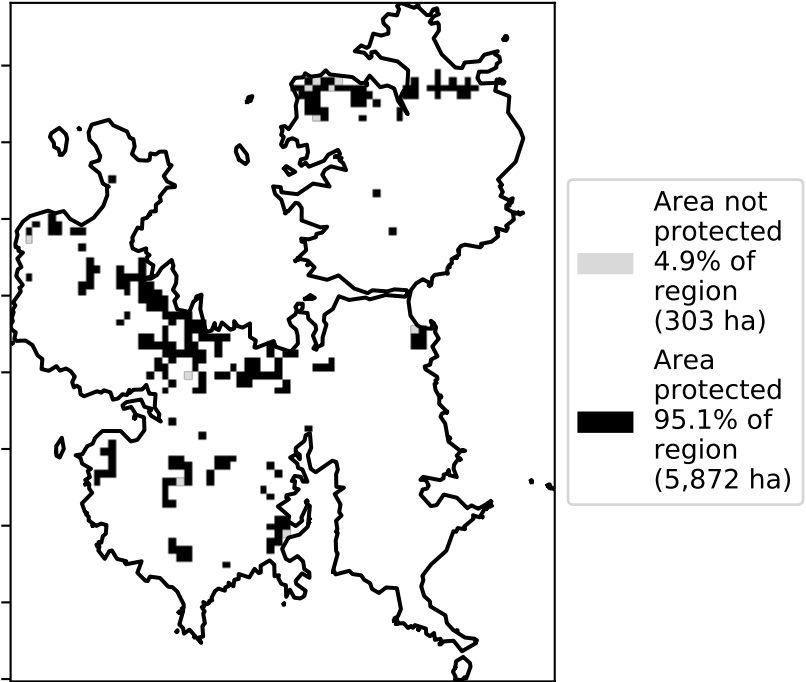 Area not
protected
4.9% of
region
(303 ha)
Area
protected
95.1% of
region
(5,872 ha)